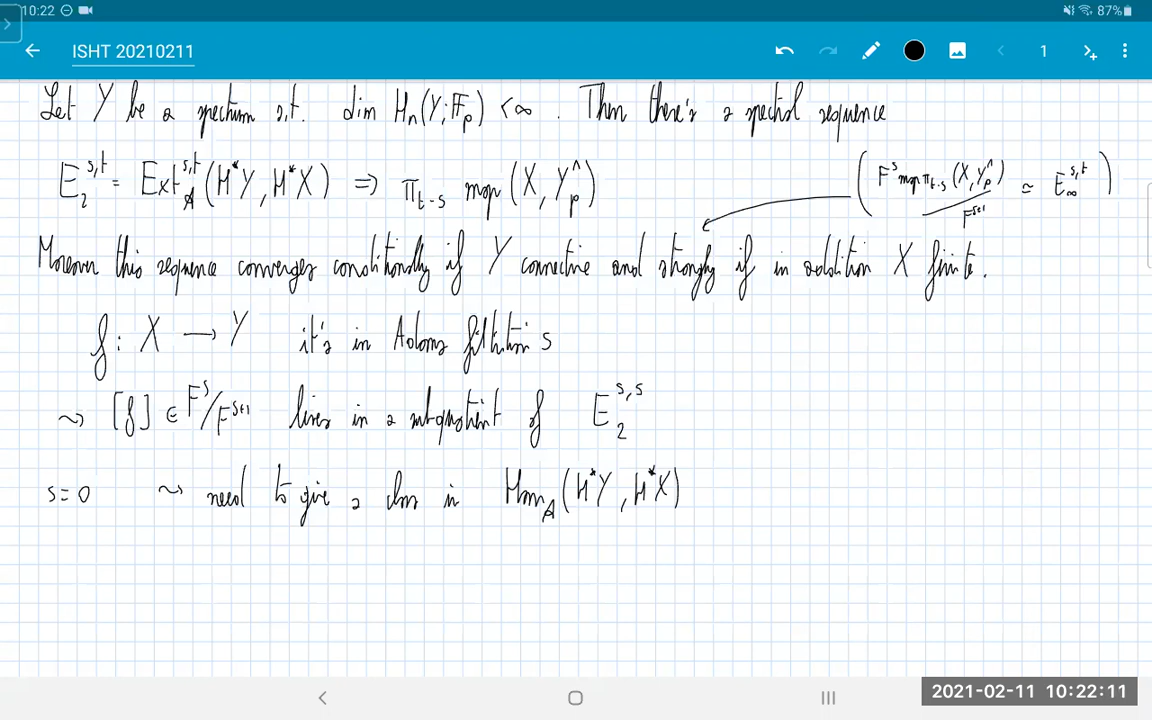 10:22
87%
ISHT 20210211
1
Let Y be a spectrum s.t. dim Hₙ(Y; 𝔽ₚ) < ∞. Then there's a spectral sequence
E₂^{s,t} = Ext_A^{s,t}(H*Y, H*X) ⇒ π_{t-s} map(X, Y_p^∧) (F^s map π_{t-s}(X, Y_p^∧) / F^{s+1} ≃ E_∞^{s,t})
Moreover this sequence converges conditionally if Y connective and strongly if in addition X finite.
f: X → Y it's in Adams filtration s
⇝ [f] ∈ F^s/F^{s+1} lives in a subquotient of E₂^{s,s}
s=0 ⇝ need to give a class in Hom_A(H*Y, H*X)
2021-02-11 10:22:11